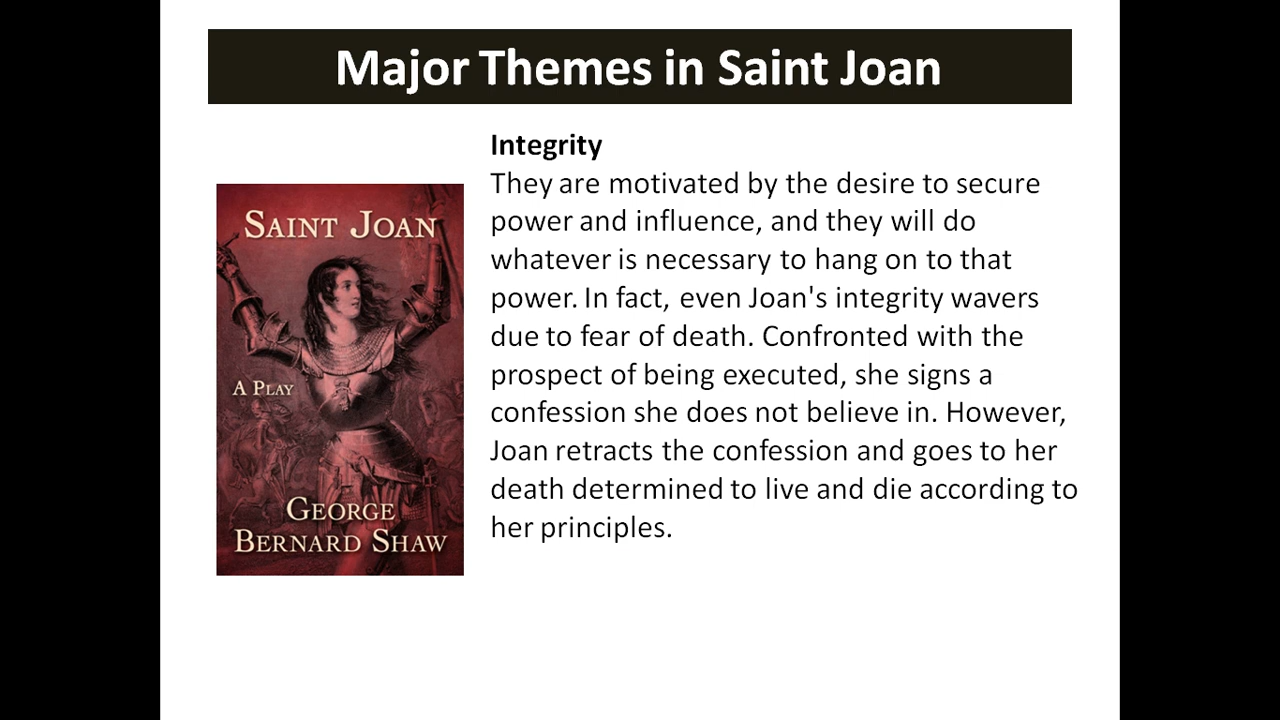 Major Themes in Saint Joan
Integrity
They are motivated by the desire to secure
power and influence, and they will do
whatever is necessary to hang on to that
power. In fact, even Joan's integrity wavers
due to fear of death. Confronted with the
prospect of being executed, she signs a
confession she does not believe in. However,
Joan retracts the confession and goes to her
death determined to live and die according to
her principles.
SAINT JOAN
A PLAY
GEORGE
BERNARD SHAW